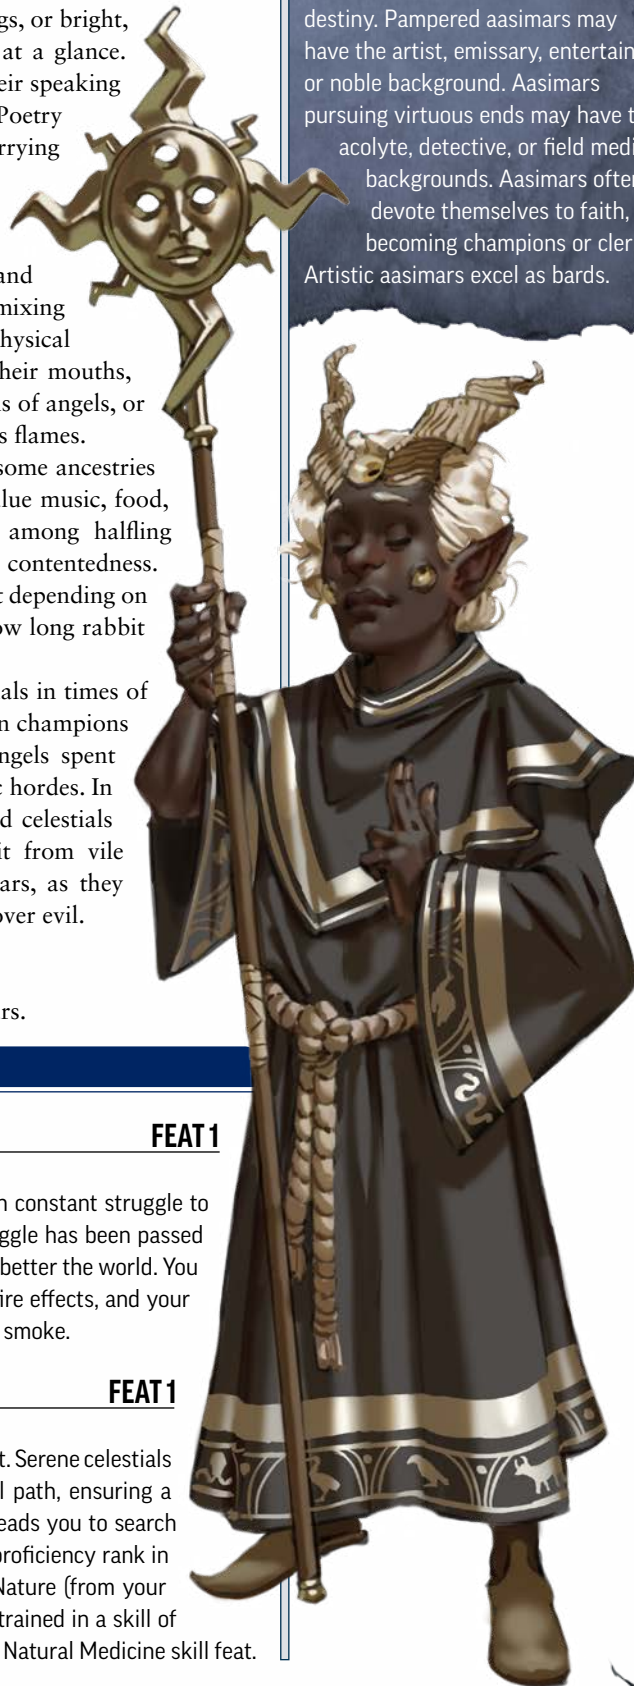 gs, or bright,
at a glance.
eir speaking
Poetry
rrying
and
mixing
hysical
heir mouths,
s of angels, or
s flames.
some ancestries
lue music, food,
among halfling
contentedness.
t depending on
ow long rabbit
als in times of
n champions
ngels spent
c hordes. In
d celestials
it from vile
ars, as they
over evil.
rs.
FEAT 1
n constant struggle to
ggle has been passed
better the world. You
ire effects, and your
smoke.
FEAT 1
t. Serene celestials
l path, ensuring a
eads you to search
proficiency rank in
Nature (from your
trained in a skill of
Natural Medicine skill feat.
destiny. Pampered aasimars may
have the artist, emissary, entertain
or noble background. Aasimars
pursuing virtuous ends may have t
acolyte, detective, or field medi
backgrounds. Aasimars often
devote themselves to faith,
becoming champions or cler
Artistic aasimars excel as bards.